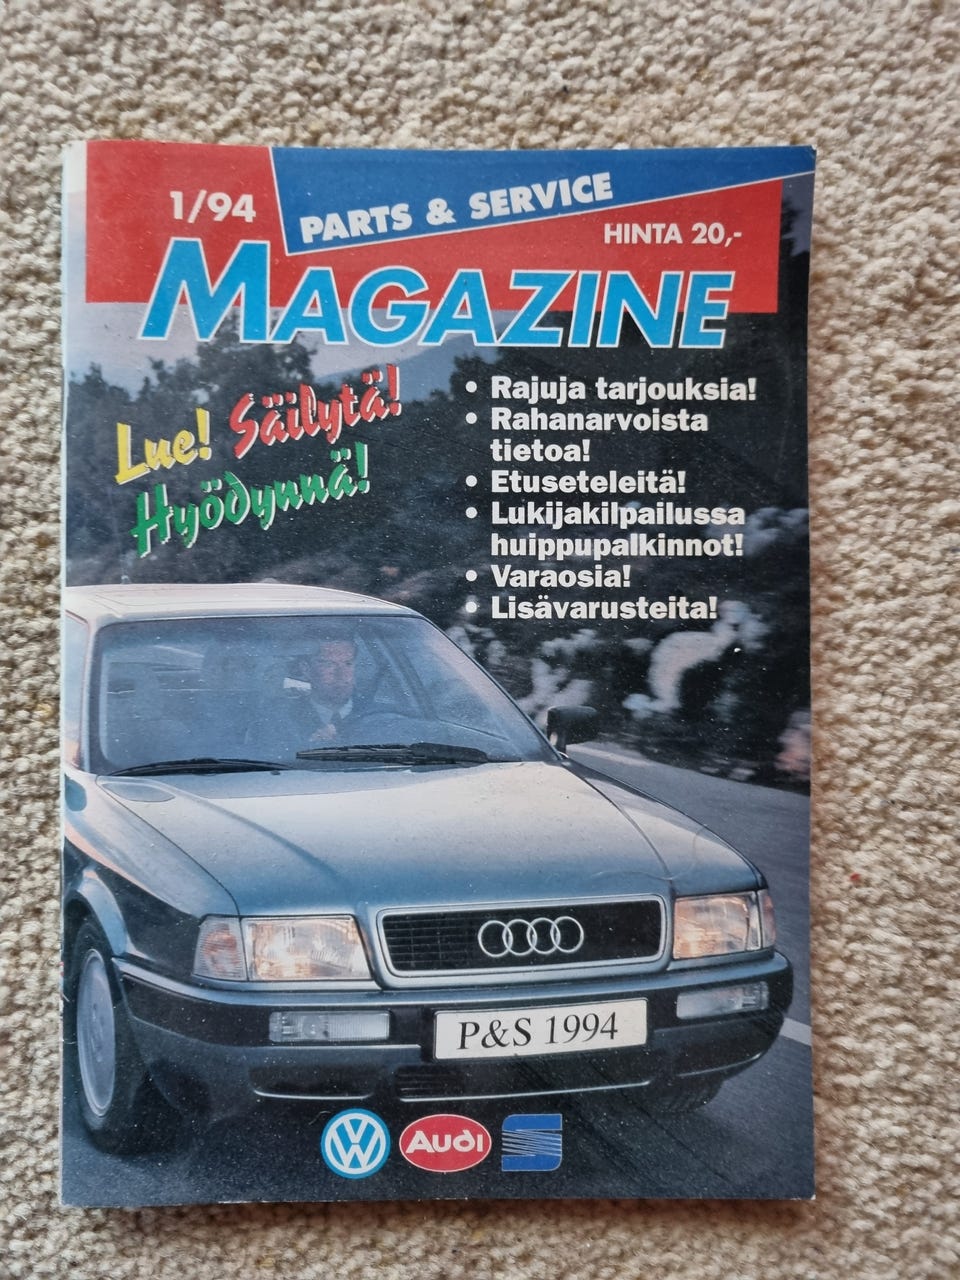 1/94
PARTS & SERVICE
HINTA 20,-
MAGAZINE
Lue! Säilytä!
Hyödynnä!
• Rajuja tarjouksia!
• Rahanarvoista
tietoa!
• Etuseteleitä!
• Lukijakilpailussa
huippupalkinnot!
• Varaosia!
• Lisävarusteita!
P&S 1994
VW
Audi
S